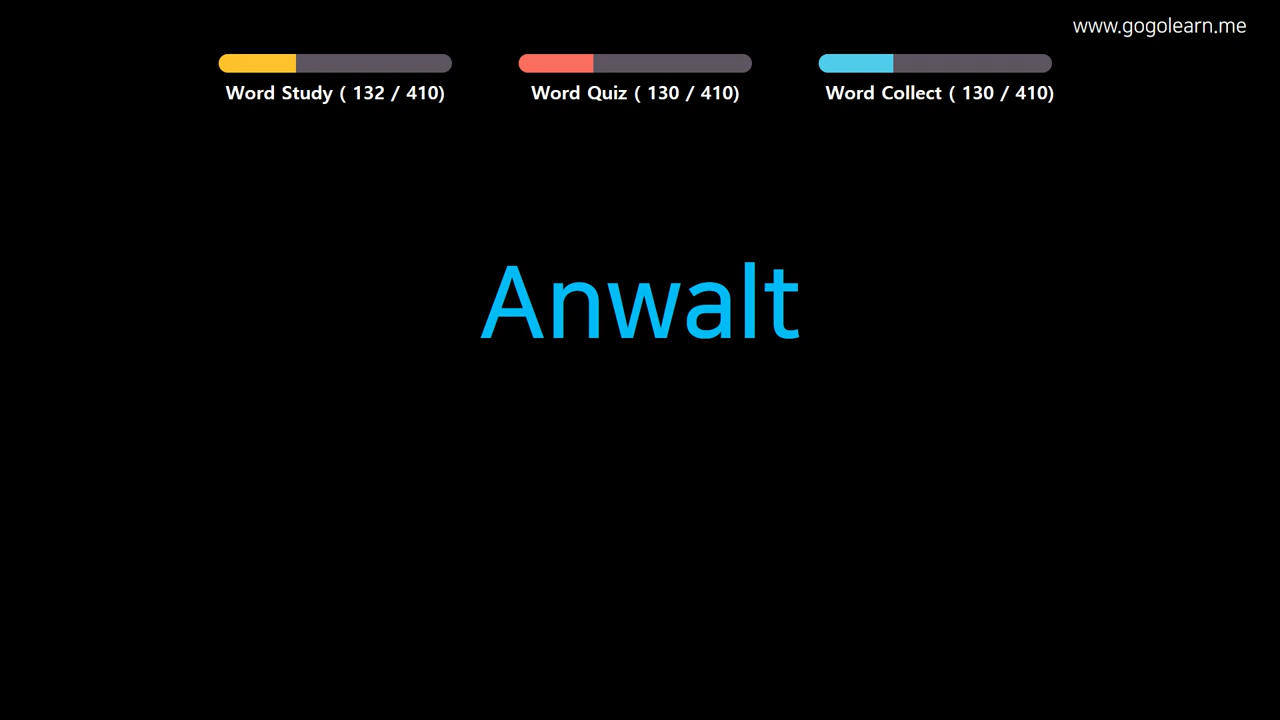 www.gogolearn.me
Word Study ( 132 / 410)
Word Quiz ( 130 / 410)
Word Collect ( 130 / 410)
Anwalt